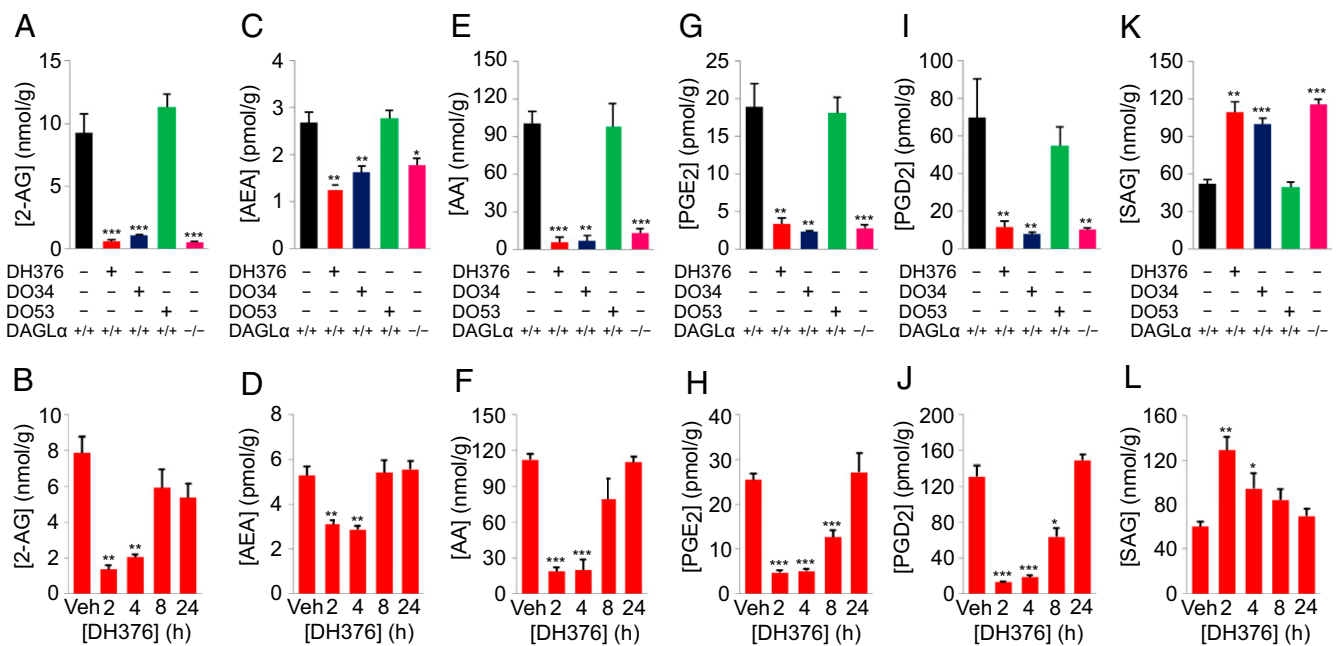 A
[2-AG] (nmol/g)
15
10
5
0
*** *** ***
DH376 – + – – –
DO34 – – + – –
DO53 – – – + –
DAGLα +/+ +/+ +/+ +/+ –/–
C
[AEA] (pmol/g)
4
3
2
1
0
** ** *
DH376 – + – – –
DO34 – – + – –
DO53 – – – + –
DAGLα +/+ +/+ +/+ +/+ –/–
E
[AA] (nmol/g)
150
120
90
60
30
0
*** ** ***
DH376 – + – – –
DO34 – – + – –
DO53 – – – + –
DAGLα +/+ +/+ +/+ +/+ –/–
G
[PGE2] (pmol/g)
25
20
15
10
5
0
** ** ***
DH376 – + – – –
DO34 – – + – –
DO53 – – – + –
DAGLα +/+ +/+ +/+ +/+ –/–
I
[PGD2] (pmol/g)
100
80
60
40
20
0
** ** **
DH376 – + – – –
DO34 – – + – –
DO53 – – – + –
DAGLα +/+ +/+ +/+ +/+ –/–
K
[SAG] (nmol/g)
150
120
90
60
30
0
** *** ***
DH376 – + – – –
DO34 – – + – –
DO53 – – – + –
DAGLα +/+ +/+ +/+ +/+ –/–
B
[2-AG] (nmol/g)
10
8
6
4
2
0
** **
Veh 2 4 8 24
[DH376] (h)
D
[AEA] (pmol/g)
8
6
4
2
0
** **
Veh 2 4 8 24
[DH376] (h)
F
[AA] (nmol/g)
150
120
90
60
30
0
*** ***
Veh 2 4 8 24
[DH376] (h)
H
[PGE2] (pmol/g)
40
30
20
10
0
*** *** ***
Veh 2 4 8 24
[DH376] (h)
J
[PGD2] (pmol/g)
200
160
120
80
40
0
*** *** *
Veh 2 4 8 24
[DH376] (h)
L
[SAG] (nmol/g)
160
120
80
40
0
** *
Veh 2 4 8 24
[DH376] (h)